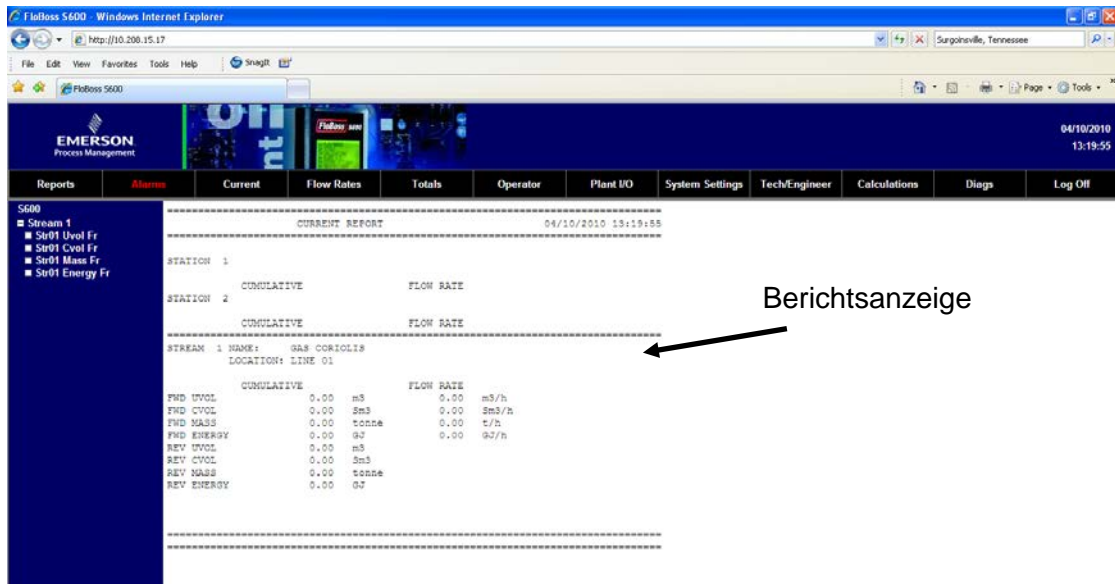 FloBoss S600 - Windows Internet Explorer
http://10.200.15.17
Surgoinsville, Tennessee
File Edit View Favorites Tools Help SnagIt
FloBoss S600
Page Tools
EMERSON
Process Management
FloBoss S600
04/10/2010
13:19:55
Reports Alarms Current Flow Rates Totals Operator Plant I/O System Settings Tech/Engineer Calculations Diags Log Off
S600
Stream 1
Str01 Uvol Fr
Str01 Cvol Fr
Str01 Mass Fr
Str01 Energy Fr
CURRENT REPORT 04/10/2010 13:19:55
STATION 1
CUMULATIVE FLOW RATE
STATION 2
CUMULATIVE FLOW RATE
STREAM 1 NAME: GAS CORIOLIS
LOCATION: LINE 01
CUMULATIVE FLOW RATE
FWD UVOL 0.00 m3 0.00 m3/h
FWD CVOL 0.00 Sm3 0.00 Sm3/h
FWD MASS 0.00 tonne 0.00 t/h
FWD ENERGY 0.00 GJ 0.00 GJ/h
REV UVOL 0.00 m3
REV CVOL 0.00 Sm3
REV MASS 0.00 tonne
REV ENERGY 0.00 GJ
Berichtsanzeige